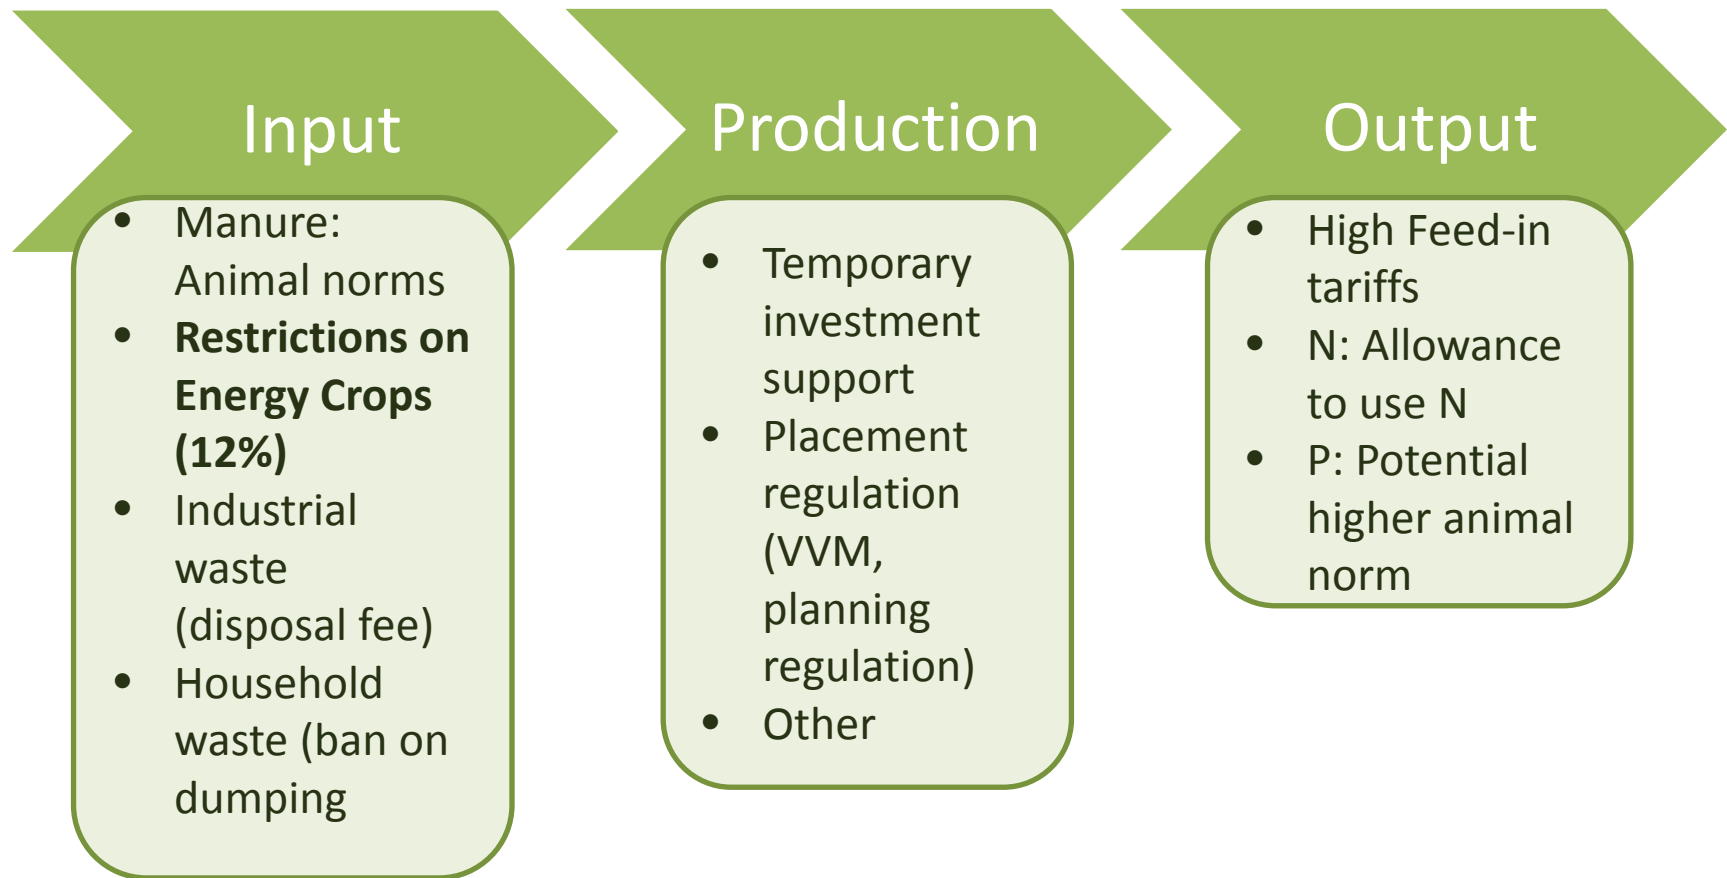 Input
• Manure:
Animal norms
• Restrictions on
Energy Crops
(12%)
• Industrial
waste
(disposal fee)
• Household
waste (ban on
dumping
Production
• Temporary
investment
support
• Placement
regulation
(VVM,
planning
regulation)
• Other
Output
• High Feed-in
tariffs
• N: Allowance
to use N
• P: Potential
higher animal
norm